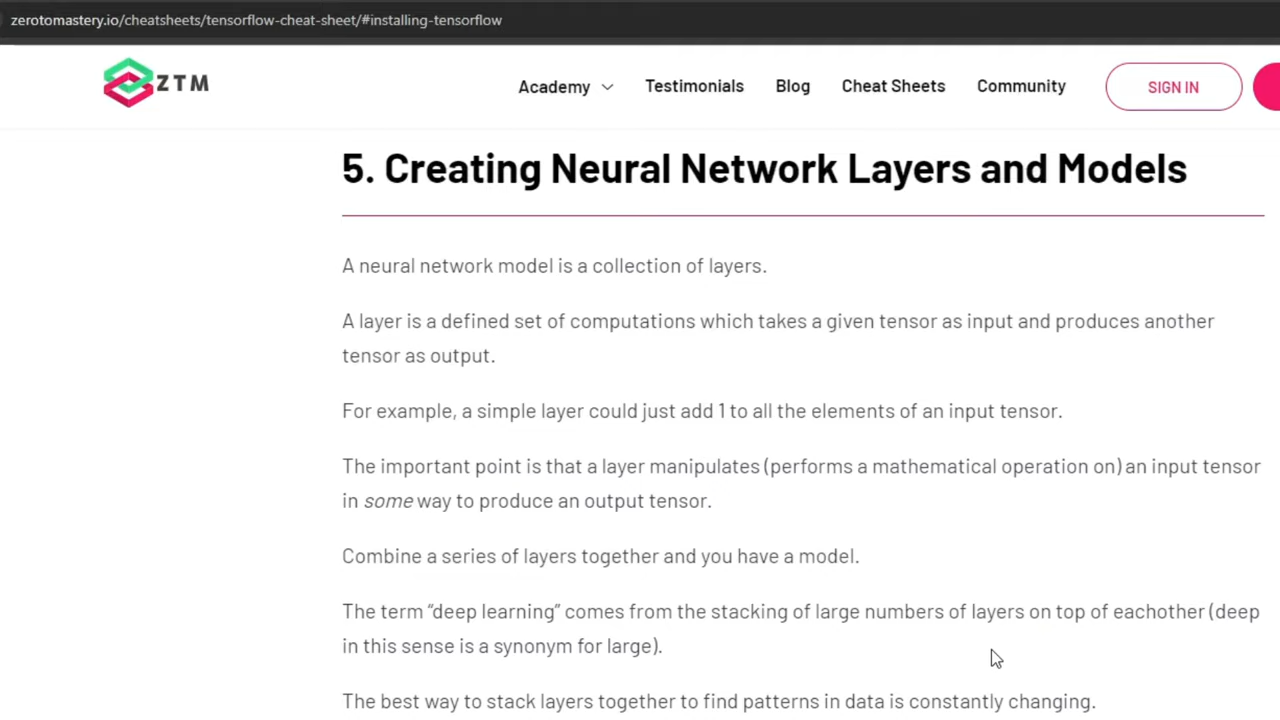 zerotomastery.io/cheatsheets/tensorflow-cheat-sheet/#installing-tensorflow
ZTM
Academy
Testimonials
Blog
Cheat Sheets
Community
SIGN IN
5. Creating Neural Network Layers and Models
A neural network model is a collection of layers.
A layer is a defined set of computations which takes a given tensor as input and produces another
tensor as output.
For example, a simple layer could just add 1 to all the elements of an input tensor.
The important point is that a layer manipulates (performs a mathematical operation on) an input tensor
in some way to produce an output tensor.
Combine a series of layers together and you have a model.
The term “deep learning” comes from the stacking of large numbers of layers on top of eachother (deep
in this sense is a synonym for large).
The best way to stack layers together to find patterns in data is constantly changing.